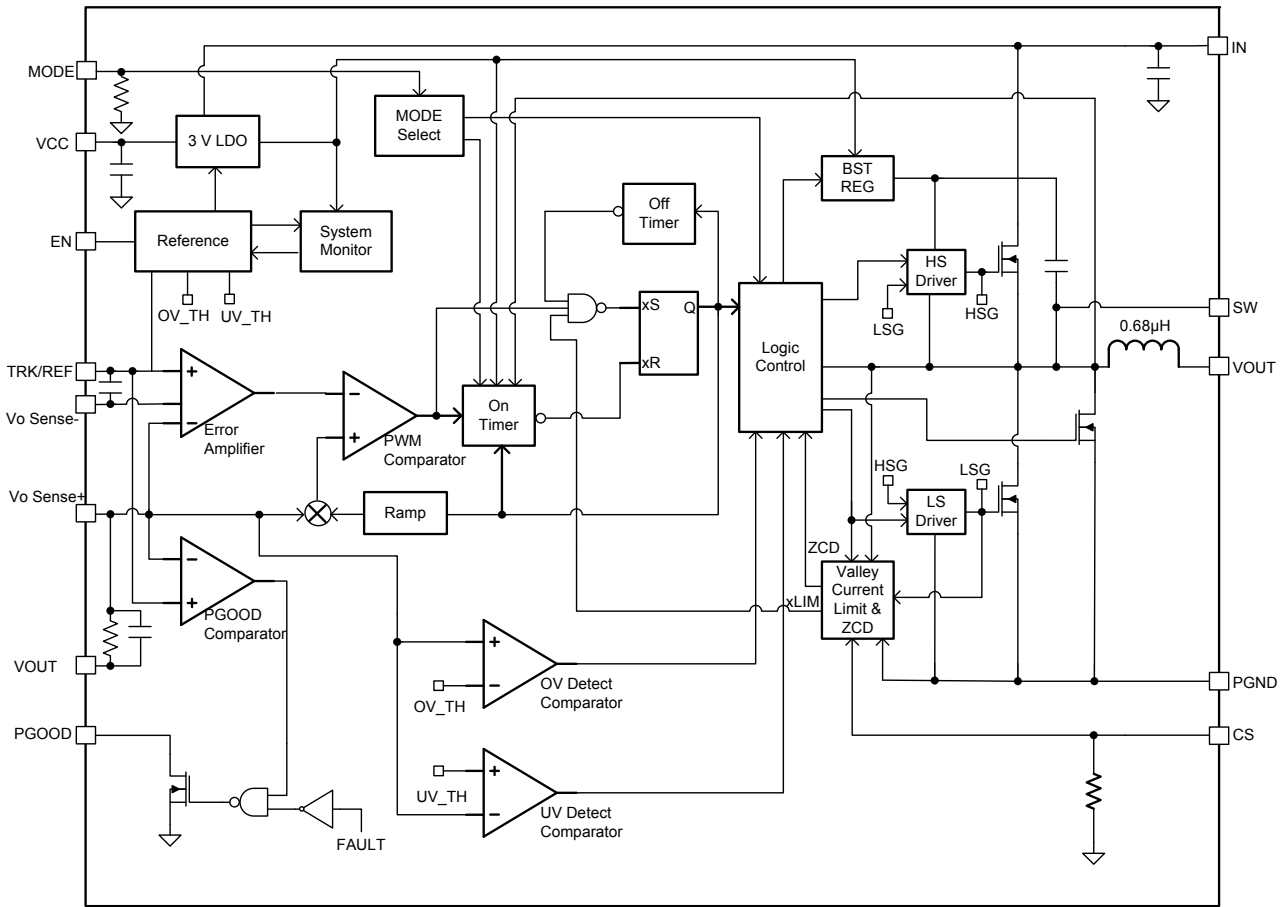 IN
MODE
MODE
Select
VCC
3 V LDO
BST
REG
Off
Timer
EN
Reference
System
Monitor
HS
Driver
OV_TH
UV_TH
LSG
HSG
xS
Q
SW
xR
Logic
Control
0.68µH
TRK/REF
VOUT
+
−
−
On
Timer
Vo Sense-
Error
Amplifier
+
PWM
Comparator
HSG
LSG
Vo Sense+
Ramp
LS
Driver
ZCD
−
Valley
Current
Limit &
ZCD
xLIM
+
PGOOD
Comparator
+
VOUT
−
OV Detect
Comparator
OV_TH
PGND
PGOOD
CS
+
UV_TH
−
UV Detect
Comparator
FAULT